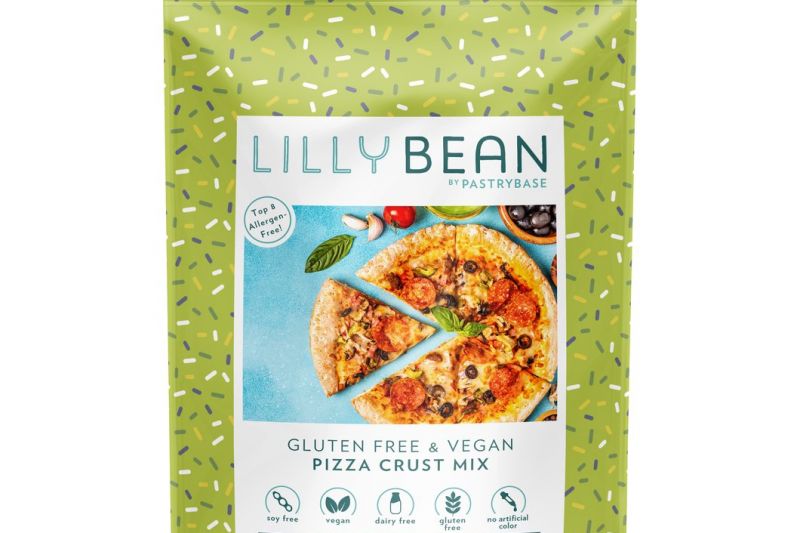 LILLYBEAN
BY PASTRYBASE
Top 8
Allergen-
Free!
GLUTEN FREE & VEGAN
PIZZA CRUST MIX
soy free
vegan
dairy free
gluten
free
no artificial
color